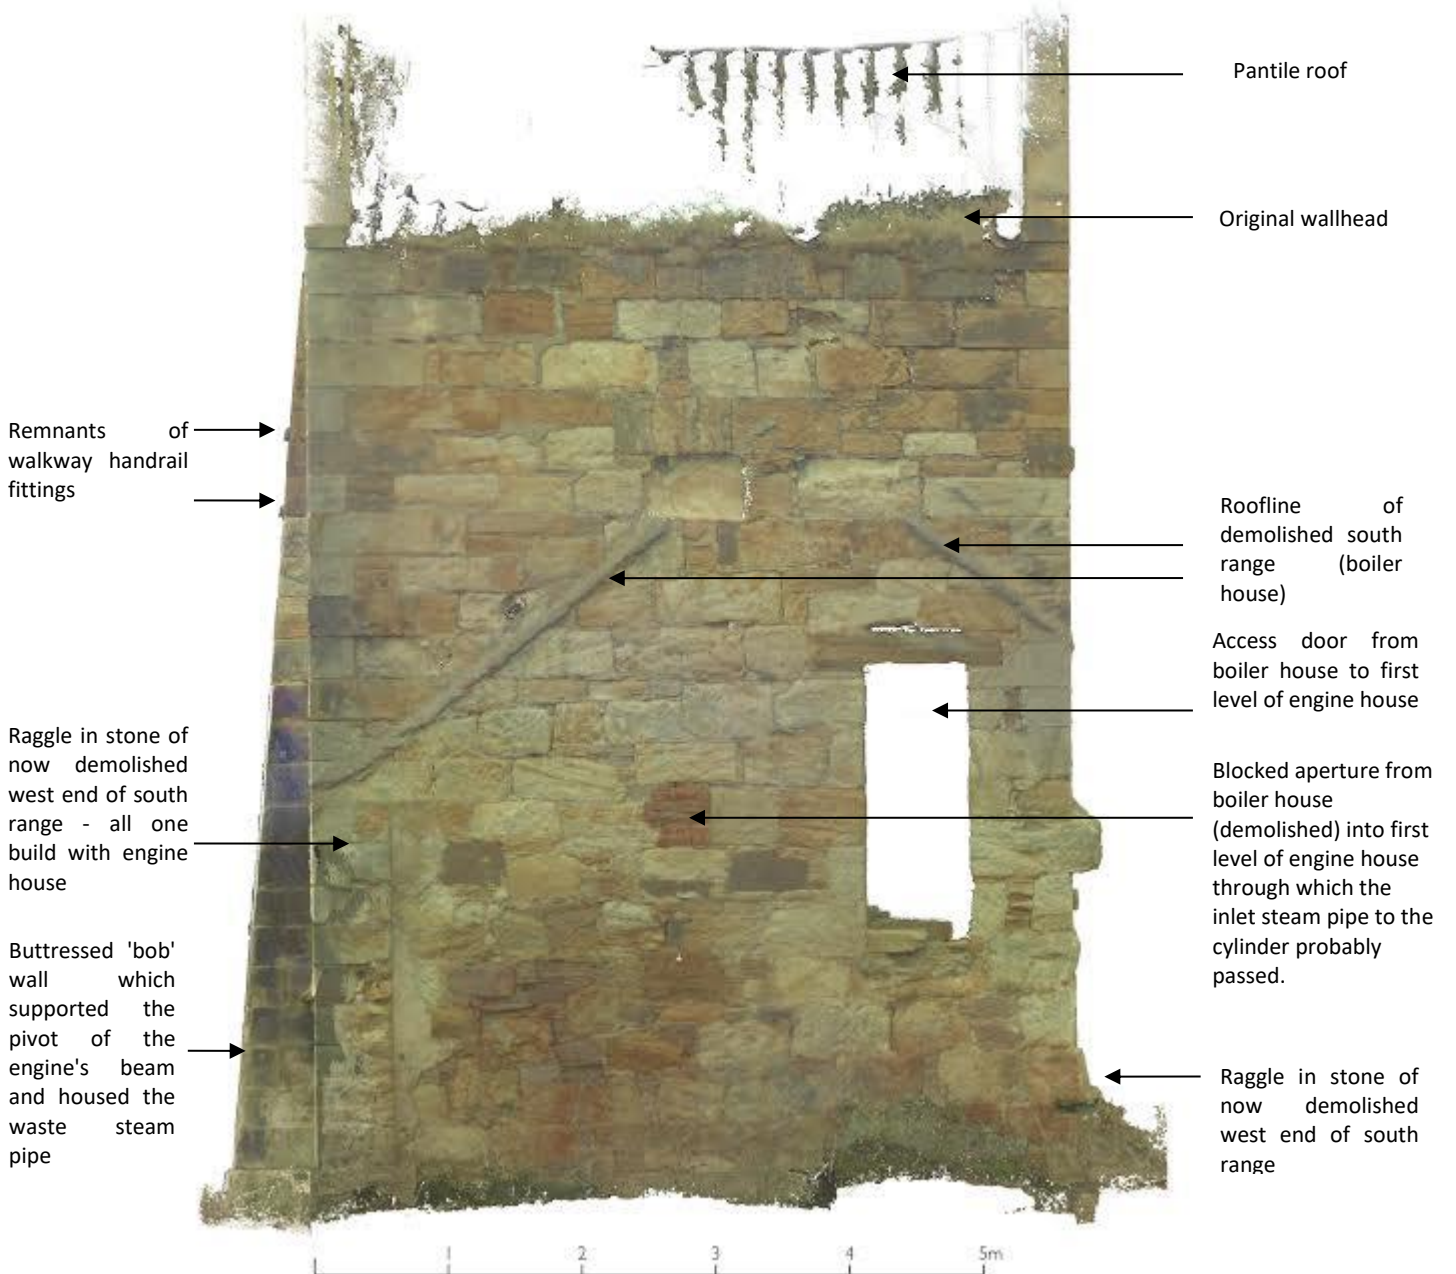 Pantile roof
Original wallhead
Remnants of
walkway handrail
fittings
Roofline of
demolished south
range (boiler
house)
Access door from
boiler house to first
level of engine house
Raggle in stone of
now demolished
west end of south
range - all one
build with engine
house
Blocked aperture from
boiler house
(demolished) into first
level of engine house
through which the
inlet steam pipe to the
cylinder probably
passed.
Buttressed 'bob'
wall which
supported the
pivot of the
engine's beam
and housed the
waste steam
pipe
Raggle in stone of
now demolished
west end of south
range
1 2 3 4 5m